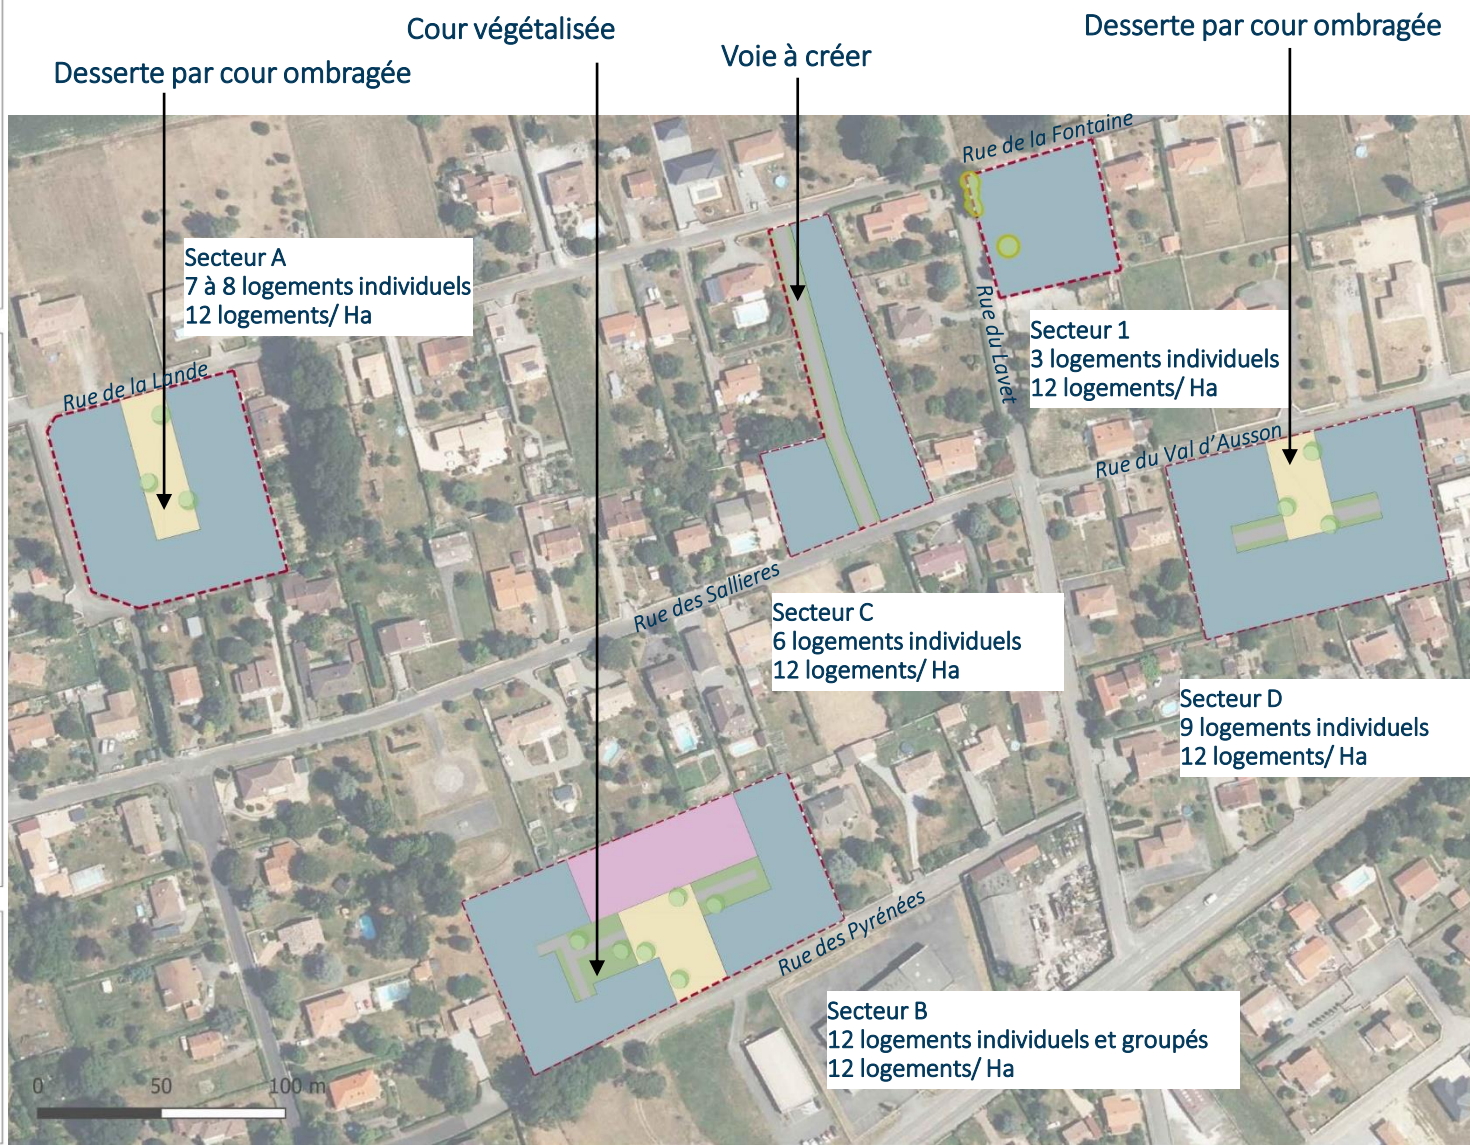 Cour végétalisée
Desserte par cour ombragée
Voie à créer
Desserte par cour ombragée
Rue de la Fontaine
Secteur A
7 à 8 logements individuels
12 logements/ Ha
Rue du Lavet
Secteur 1
3 logements individuels
12 logements/ Ha
Rue de la Lande
Rue du Val d'Ausson
Rue des Sallieres
Secteur C
6 logements individuels
12 logements/ Ha
Secteur D
9 logements individuels
12 logements/ Ha
Rue des Pyrénées
Secteur B
12 logements individuels et groupés
12 logements/ Ha
0 50 100 m